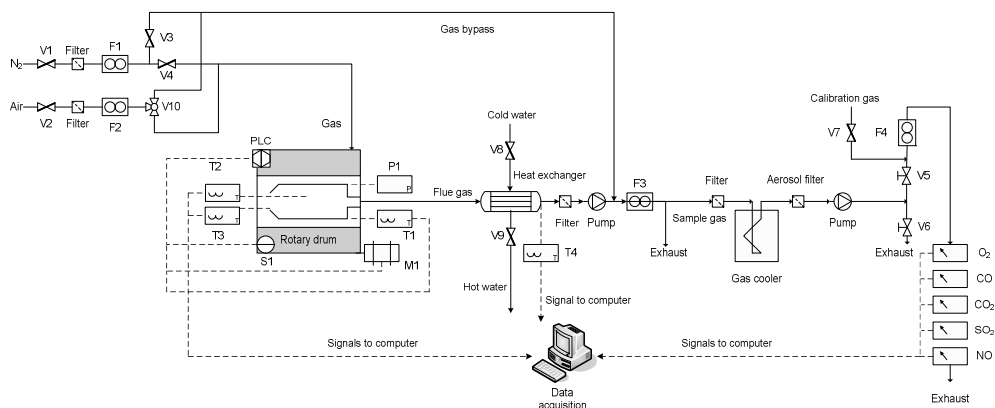 Gas bypass
V3
V1
Filter
F1
N₂
V4
Air
V10
V2
Filter
F2
Calibration gas
Cold water
V7
F4
Gas
PLC
V8
T2
P1
P
Heat exchanger
V5
T
Flue gas
F3
Filter
Aerosol filter
T
T3
Filter
Pump
Sample gas
Pump
V6
Rotary drum
T
T1
V9
Exhaust
Exhaust
S1
M1
T
T4
Gas cooler
O₂
Hot water
CO
Signal to computer
CO₂
SO₂
Signals to computer
Signals to computer
NO
Data
acquisition
Exhaust